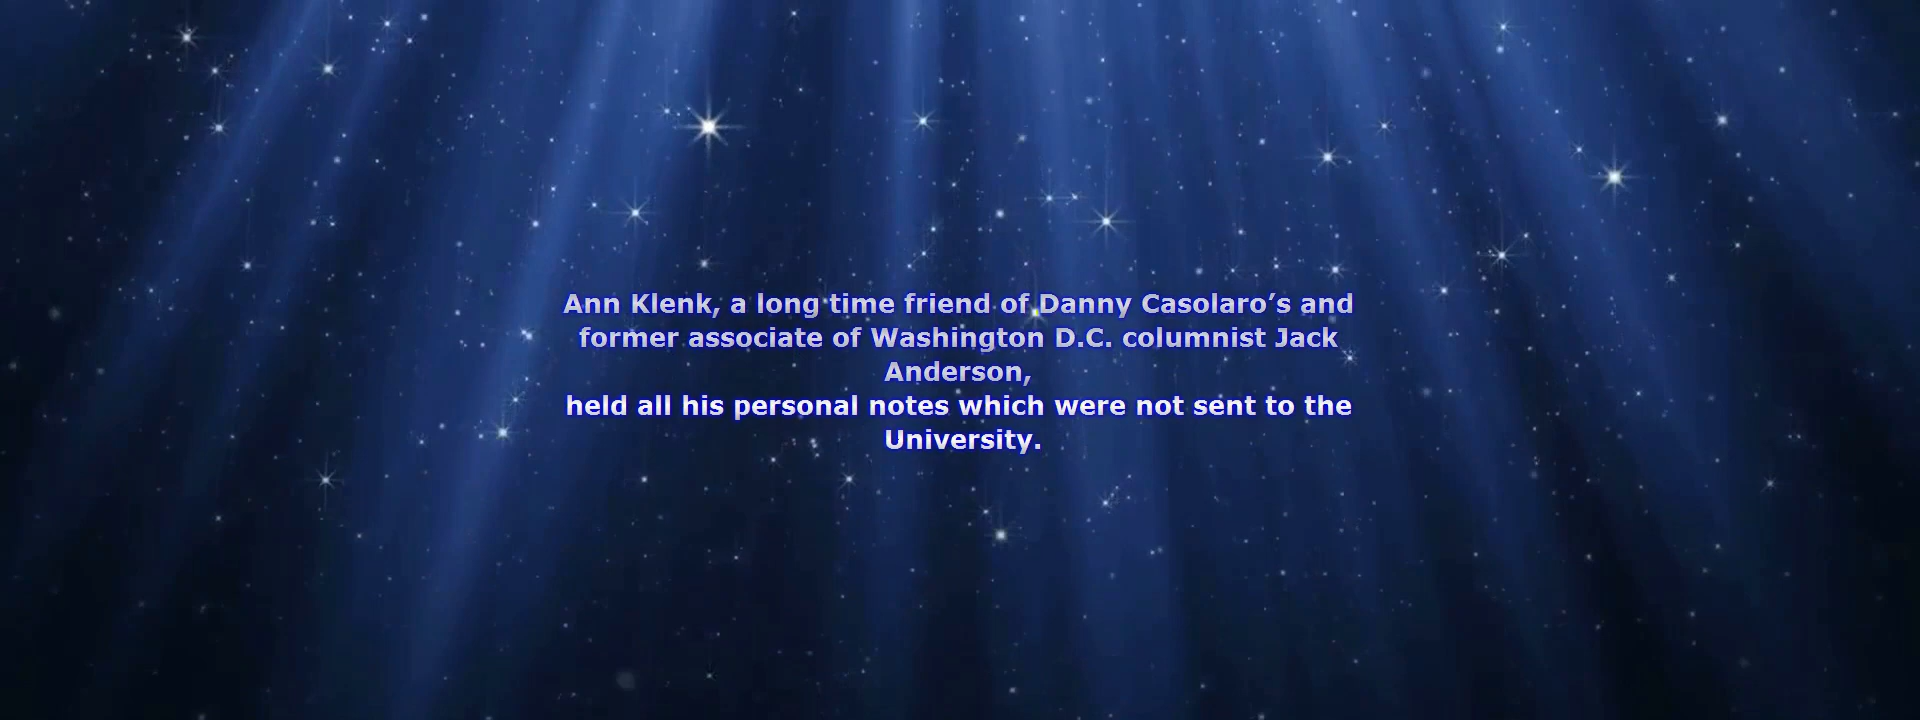 Ann Klenk, a long time friend of Danny Casolaro’s and
former associate of Washington D.C. columnist Jack
Anderson,
held all his personal notes which were not sent to the
University.